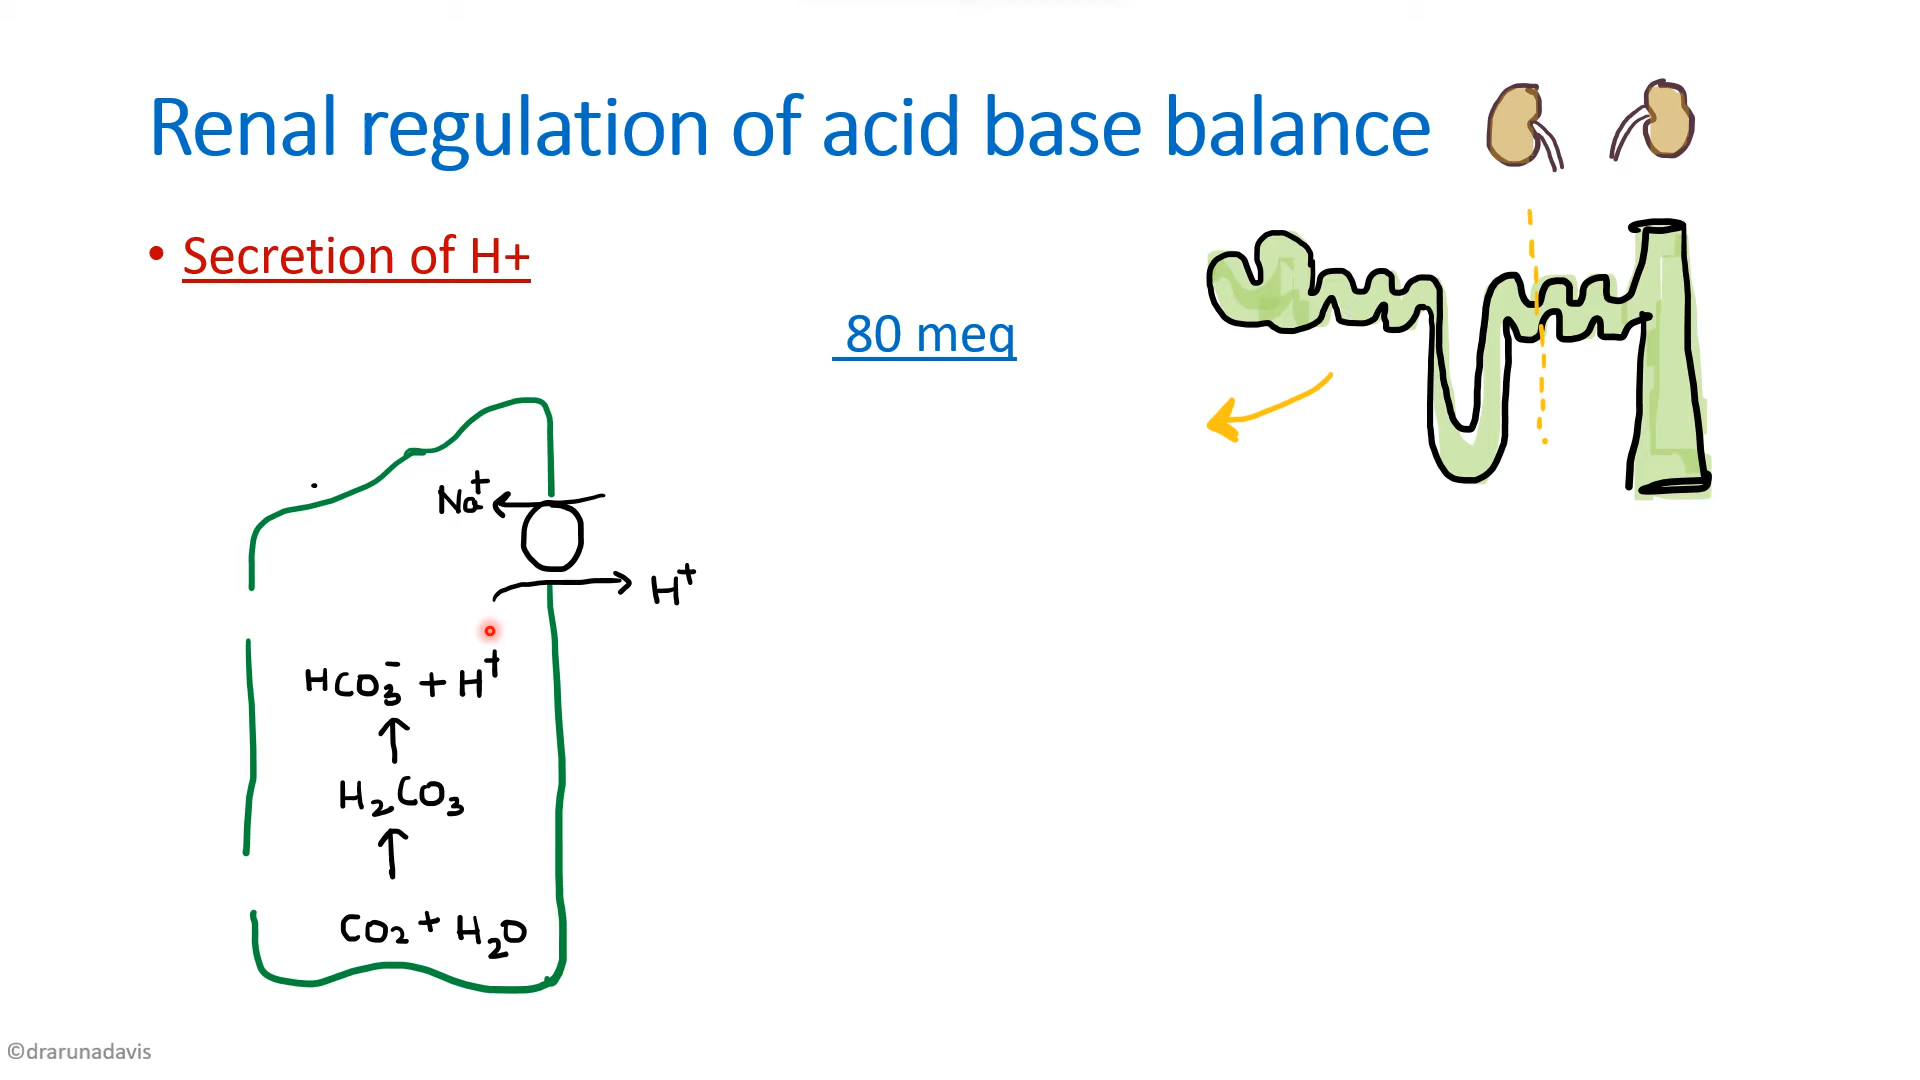 Renal regulation of acid base balance
• Secretion of H+
80 meq
Na⁺
H⁺
HCO₃⁻ + H⁺
H₂CO₃
CO₂ + H₂O
©drarunadavis